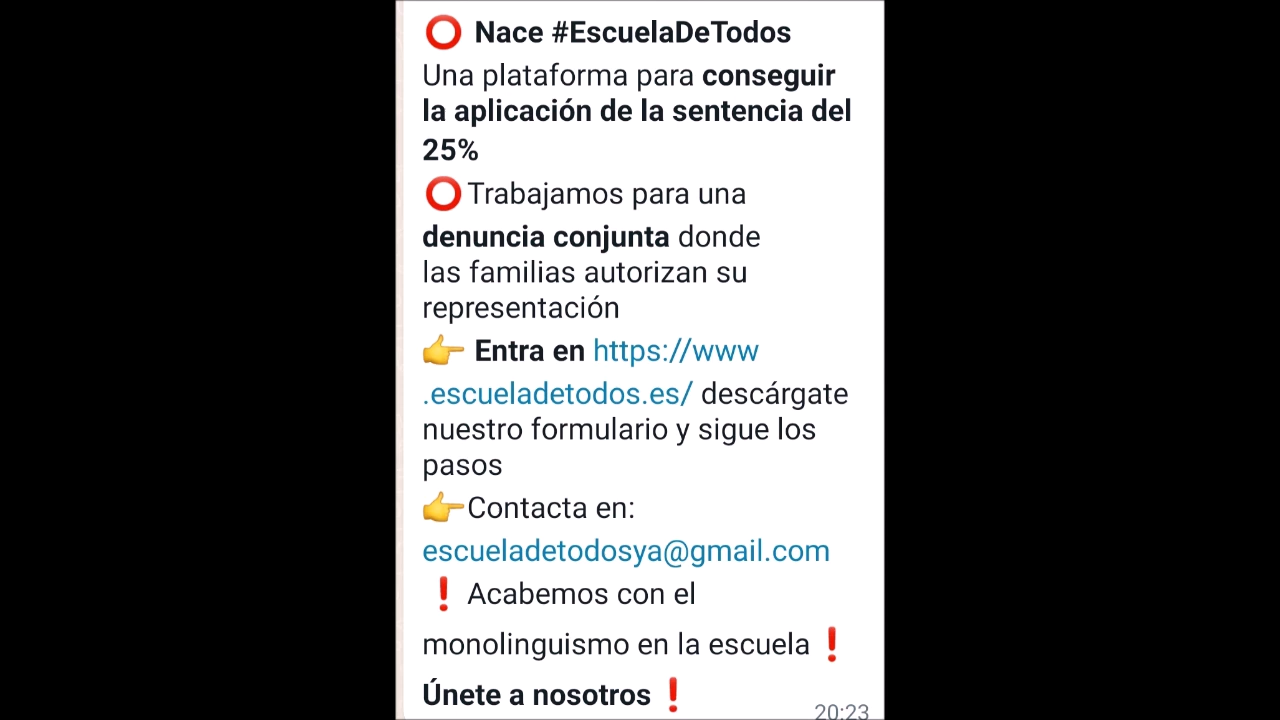 ⭕ Nace #EscuelaDeTodos
Una plataforma para conseguir
la aplicación de la sentencia del
25%
⭕Trabajamos para una
denuncia conjunta donde
las familias autorizan su
representación
👉 Entra en https://www
.escueladetodos.es/ descárgate
nuestro formulario y sigue los
pasos
👉Contacta en:
escueladetodosya@gmail.com
❗ Acabemos con el
monolinguismo en la escuela❗
Únete a nosotros❗
20:23